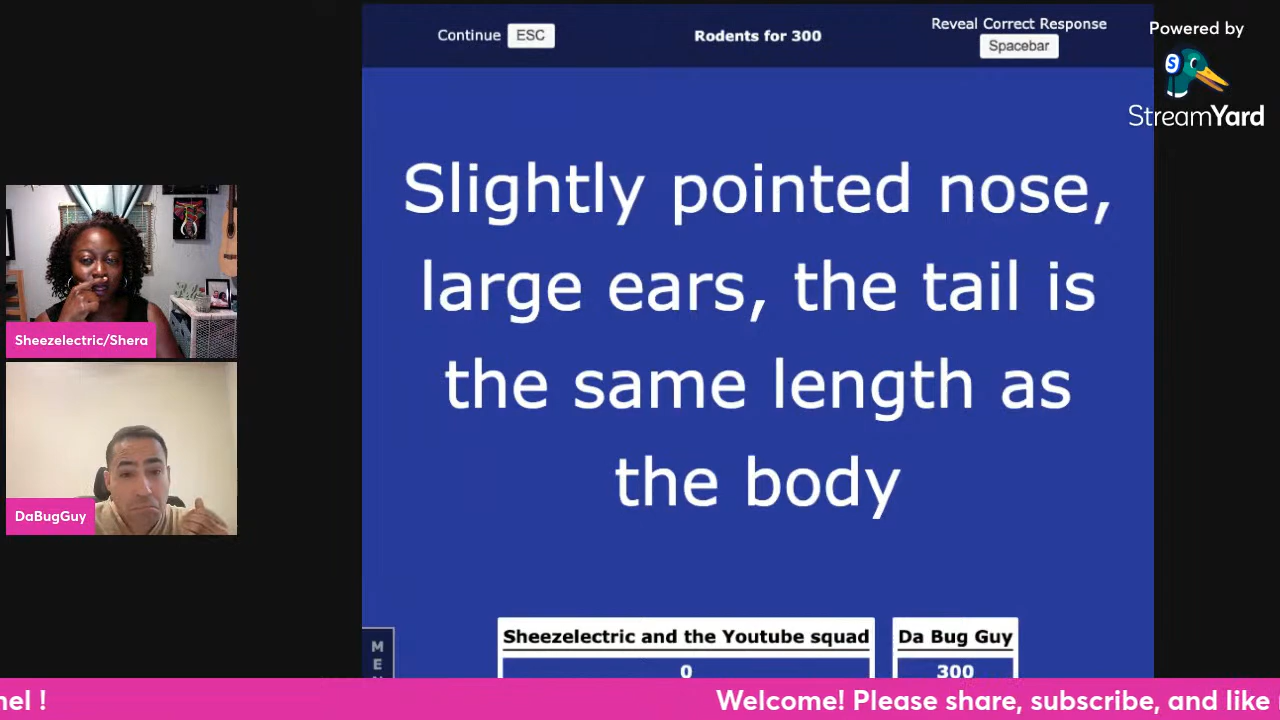 Continue ESC
Rodents for 300
Reveal Correct Response
Spacebar
Powered by
StreamYard
Slightly pointed nose,
large ears, the tail is
the same length as
the body
Sheezelectric/Shera
DaBugGuy
Sheezelectric and the Youtube squad
0
Da Bug Guy
300
M
E
nel !
Welcome! Please share, subscribe, and like